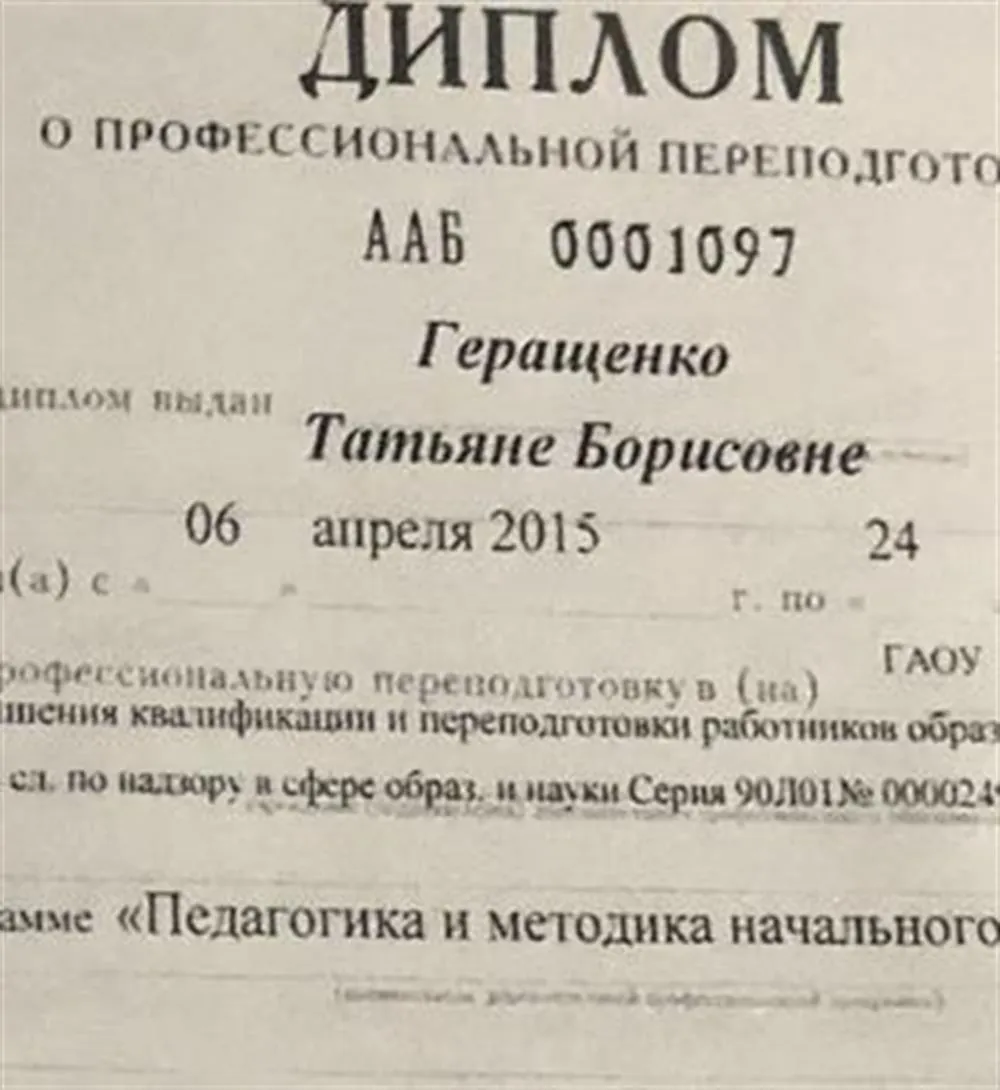 ДИПЛОМ
О ПРОФЕССИОНАЛЬНОЙ ПЕРЕПОДГОТО
ААБ 0001097
Геращенко
диплом выдан
Татьяне Борисовне
06 апреля 2015 24
(а) с « » г. по «
ГАОУ
рофессиональную переподготовку в (на)
шения квалификации и переподготовки работников образ
сл. по надзору в сфере образ. и науки Серия 90Л01№ 000024
амме «Педагогика и методика начального